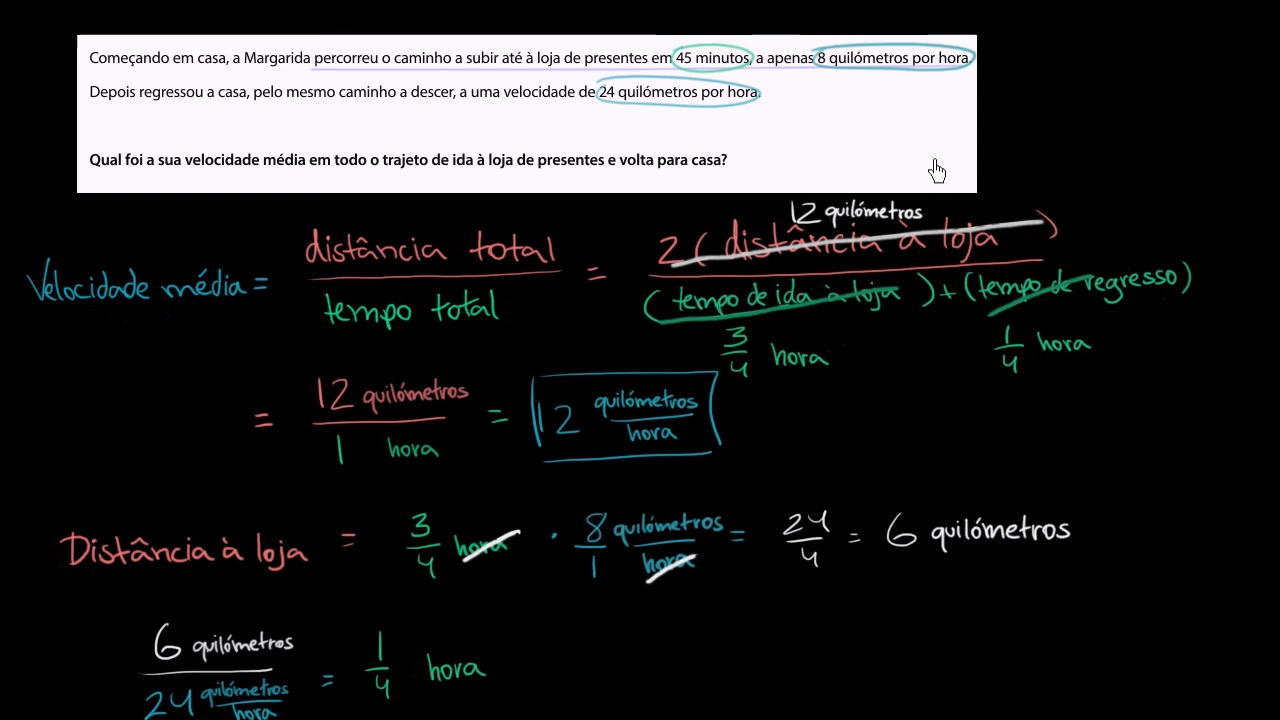 Começando em casa, a Margarida percorreu o caminho a subir até à loja de presentes em 45 minutos, a apenas 8 quilómetros por hora.
Depois regressou a casa, pelo mesmo caminho a descer, a uma velocidade de 24 quilómetros por hora.
Qual foi a sua velocidade média em todo o trajeto de ida à loja de presentes e volta para casa?
12 quilómetros
Velocidade média = distância total / tempo total = 2 ( distância à loja ) / ( tempo de ida à loja ) + ( tempo de regresso )
3/4 hora 1/4 hora
= 12 quilómetros / 1 hora = 12 quilómetros / hora
Distância à loja = 3/4 hora · 8/1 quilómetros / hora = 24/4 = 6 quilómetros
6 quilómetros / 24 quilómetros / hora = 1/4 hora